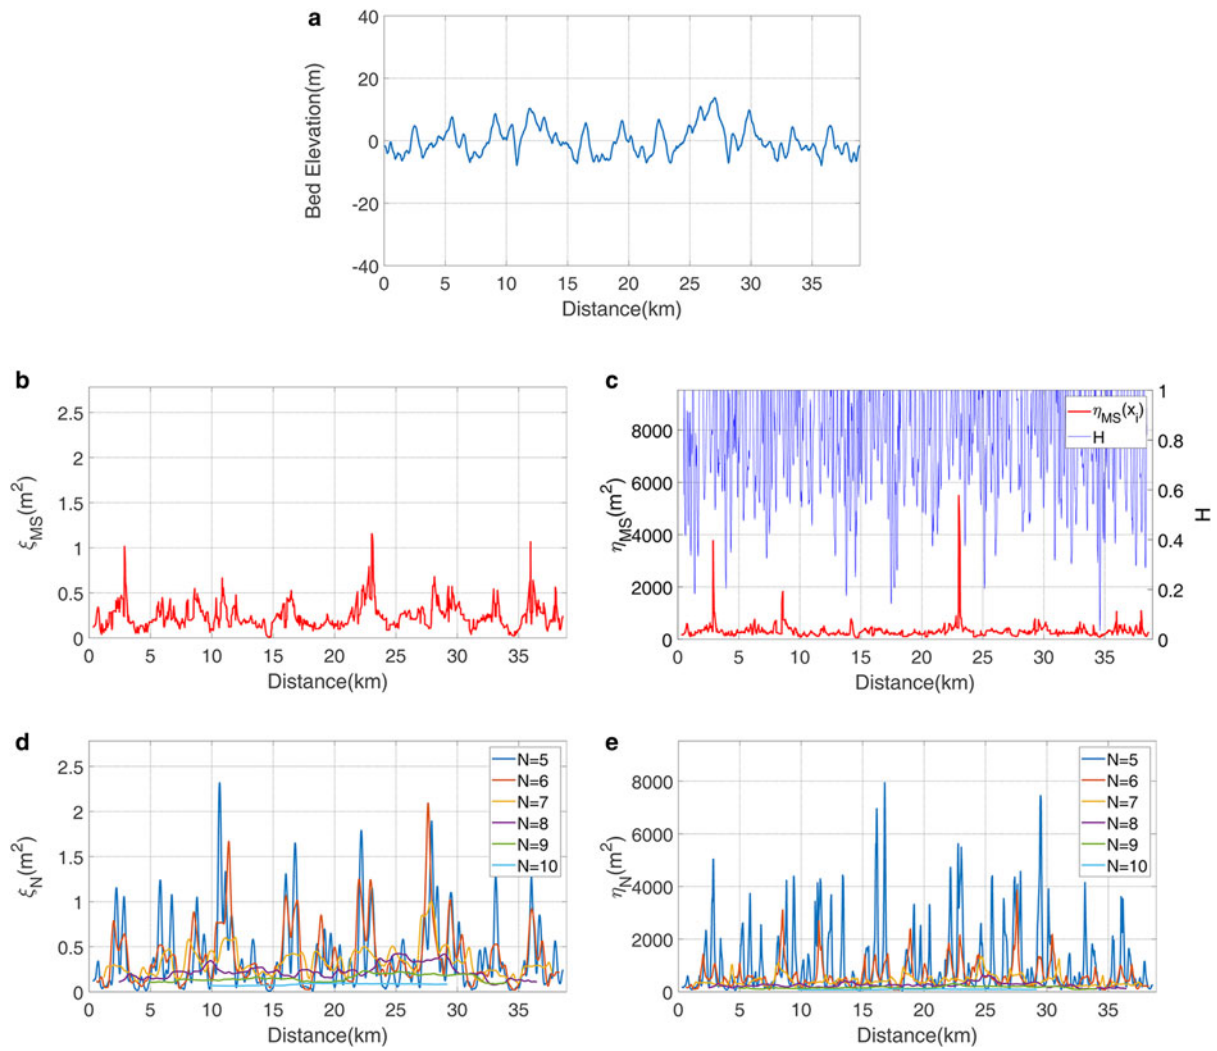 a
40
20
0
-20
-40
Bed Elevation(m)
0 5 10 15 20 25 30 35
Distance(km)
b
2.5
2
1.5
1
0.5
0
ξMS(m²)
0 5 10 15 20 25 30 35
Distance(km)
c
8000
6000
4000
2000
0
ηMS(m²)
1
0.8
0.6
0.4
0.2
0
H
ηMS(xi)
H
0 5 10 15 20 25 30 35
Distance(km)
d
2.5
2
1.5
1
0.5
0
ξN(m²)
N=5
N=6
N=7
N=8
N=9
N=10
0 5 10 15 20 25 30 35
Distance(km)
e
8000
6000
4000
2000
0
ηN(m²)
N=5
N=6
N=7
N=8
N=9
N=10
0 5 10 15 20 25 30 35
Distance(km)